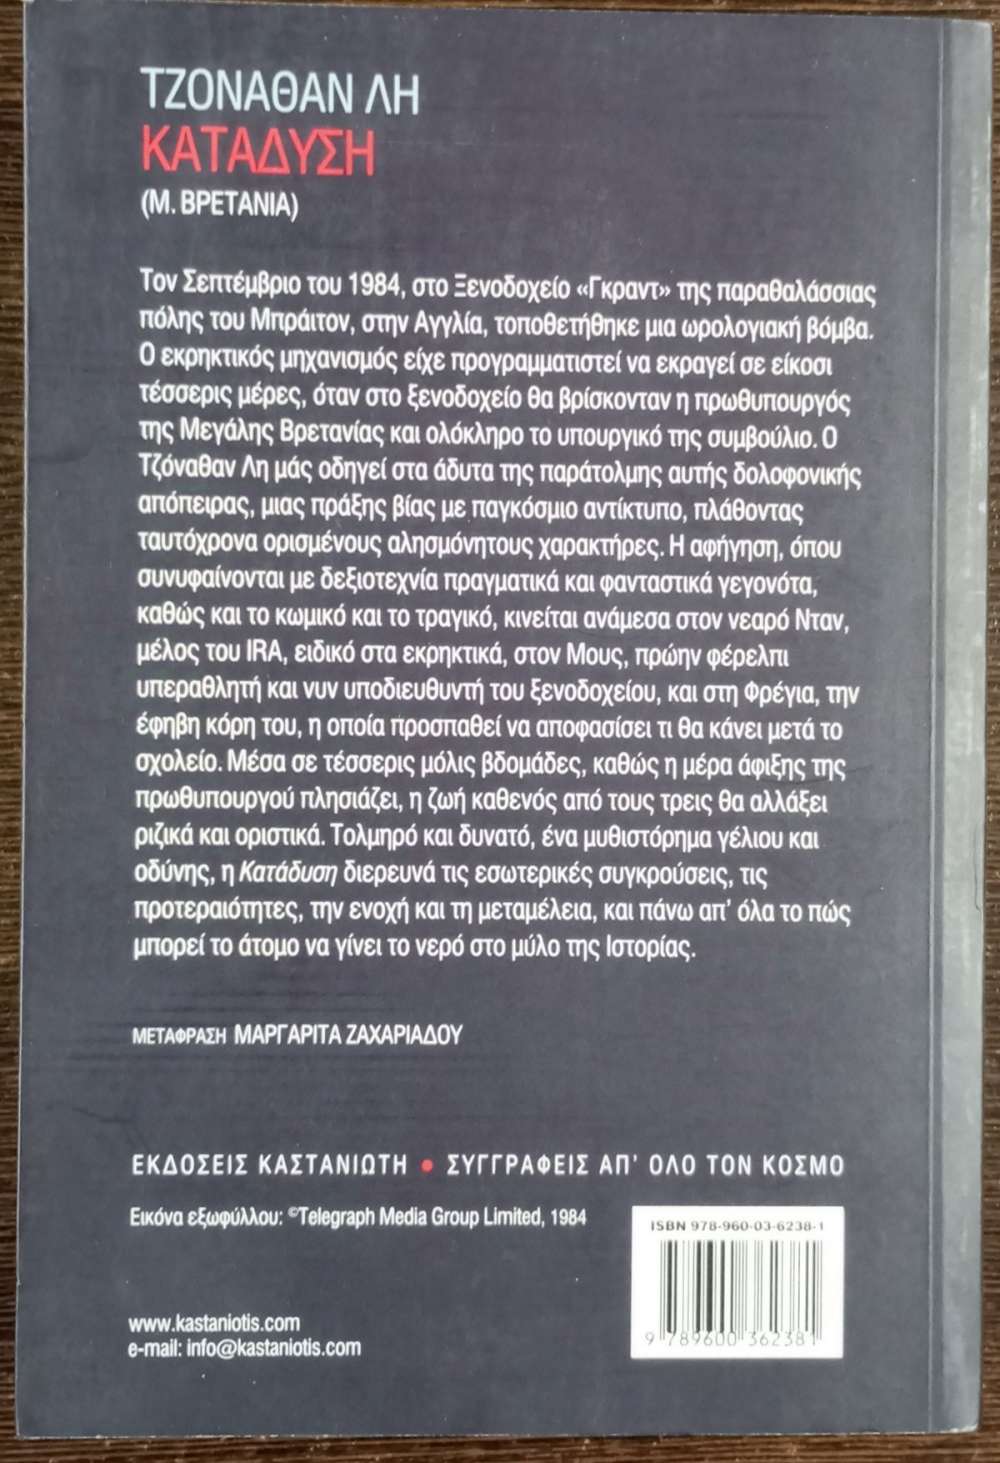 ΤΖΟΝΑΘΑΝ ΛΗ
ΚΑΤΑΔΥΣΗ
(Μ. ΒΡΕΤΑΝΙΑ)
Τον Σεπτέμβριο του 1984, στο Ξενοδοχείο «Γκραντ» της παραθαλάσσιας
πόλης του Μπράιτον, στην Αγγλία, τοποθετήθηκε μια ωρολογιακή βόμβα.
Ο εκρηκτικός μηχανισμός είχε προγραμματιστεί να εκραγεί σε είκοσι
τέσσερις μέρες, όταν στο ξενοδοχείο θα βρίσκονταν η πρωθυπουργός
της Μεγάλης Βρετανίας και ολόκληρο το υπουργικό της συμβούλιο. Ο
Τζόναθαν Λη μάς οδηγεί στα άδυτα της παράτολμης αυτής δολοφονικής
απόπειρας, μιας πράξης βίας με παγκόσμιο αντίκτυπο, πλάθοντας
ταυτόχρονα ορισμένους αλησμόνητους χαρακτήρες. Η αφήγηση, όπου
συνυφαίνονται με δεξιοτεχνία πραγματικά και φανταστικά γεγονότα,
καθώς και το κωμικό και το τραγικό, κινείται ανάμεσα στον νεαρό Νταν,
μέλος του IRA, ειδικό στα εκρηκτικά, στον Μους, πρώην φέρελπι
υπεραθλητή και νυν υποδιευθυντή του ξενοδοχείου, και στη Φρέγια, την
έφηβη κόρη του, η οποία προσπαθεί να αποφασίσει τι θα κάνει μετά το
σχολείο. Μέσα σε τέσσερις μόλις βδομάδες, καθώς η μέρα άφιξης της
πρωθυπουργού πλησιάζει, η ζωή καθενός από τους τρεις θα αλλάξει
ριζικά και οριστικά. Τολμηρό και δυνατό, ένα μυθιστόρημα γέλιου και
οδύνης, η Κατάδυση διερευνά τις εσωτερικές συγκρούσεις, τις
προτεραιότητες, την ενοχή και τη μεταμέλεια, και πάνω απ' όλα το πώς
μπορεί το άτομο να γίνει το νερό στο μύλο της Ιστορίας.
ΜΕΤΑΦΡΑΣΗ ΜΑΡΓΑΡΙΤΑ ΖΑΧΑΡΙΑΔΟΥ
ΕΚΔΟΣΕΙΣ ΚΑΣΤΑΝΙΩΤΗ • ΣΥΓΓΡΑΦΕΙΣ ΑΠ' ΟΛΟ ΤΟΝ ΚΟΣΜΟ
Εικόνα εξωφύλλου: ©Telegraph Media Group Limited, 1984
ISBN 978-960-03-6238-1
9 789600 362381
www.kastaniotis.com
e-mail: info@kastaniotis.com